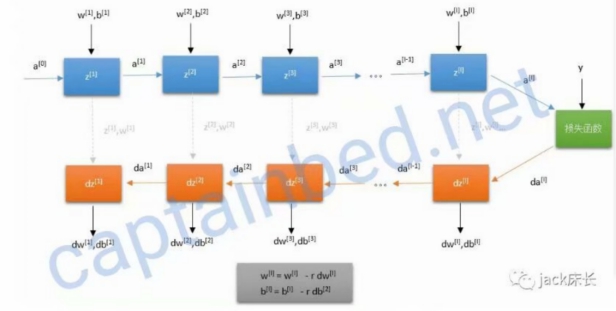 w[1],b[1] w[2],b[2] w[3],b[3] w[l],b[l]
a[0] z[1] a[1] z[2] a[2] z[3] a[3] ... a[l-1] z[l] a[l] y
损失函数
z[1],w[1] z[2],w[2] z[3],w[3]
dz[1] da[1] dz[2] da[2] dz[3] da[3] ... da[l-1] dz[l] da[l]
dw[1],db[1] dw[2],db[2] dw[3],db[3] dw[l],db[l]
w[l] = w[l] - r dw[l]
b[l] = b[l] - r db[2]
captainbed.net
jack床长